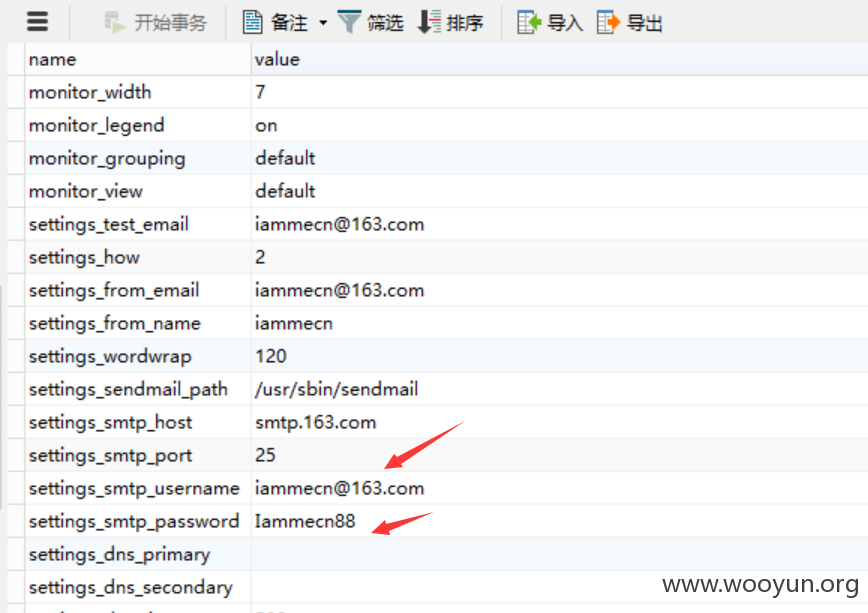 开始事务 备注 筛选 排序 导入 导出
name value
monitor_width 7
monitor_legend on
monitor_grouping default
monitor_view default
settings_test_email iammecn@163.com
settings_how 2
settings_from_email iammecn@163.com
settings_from_name iammecn
settings_wordwrap 120
settings_sendmail_path /usr/sbin/sendmail
settings_smtp_host smtp.163.com
settings_smtp_port 25
settings_smtp_username iammecn@163.com
settings_smtp_password Iammecn88
settings_dns_primary
settings_dns_secondary
www.wooyun.org